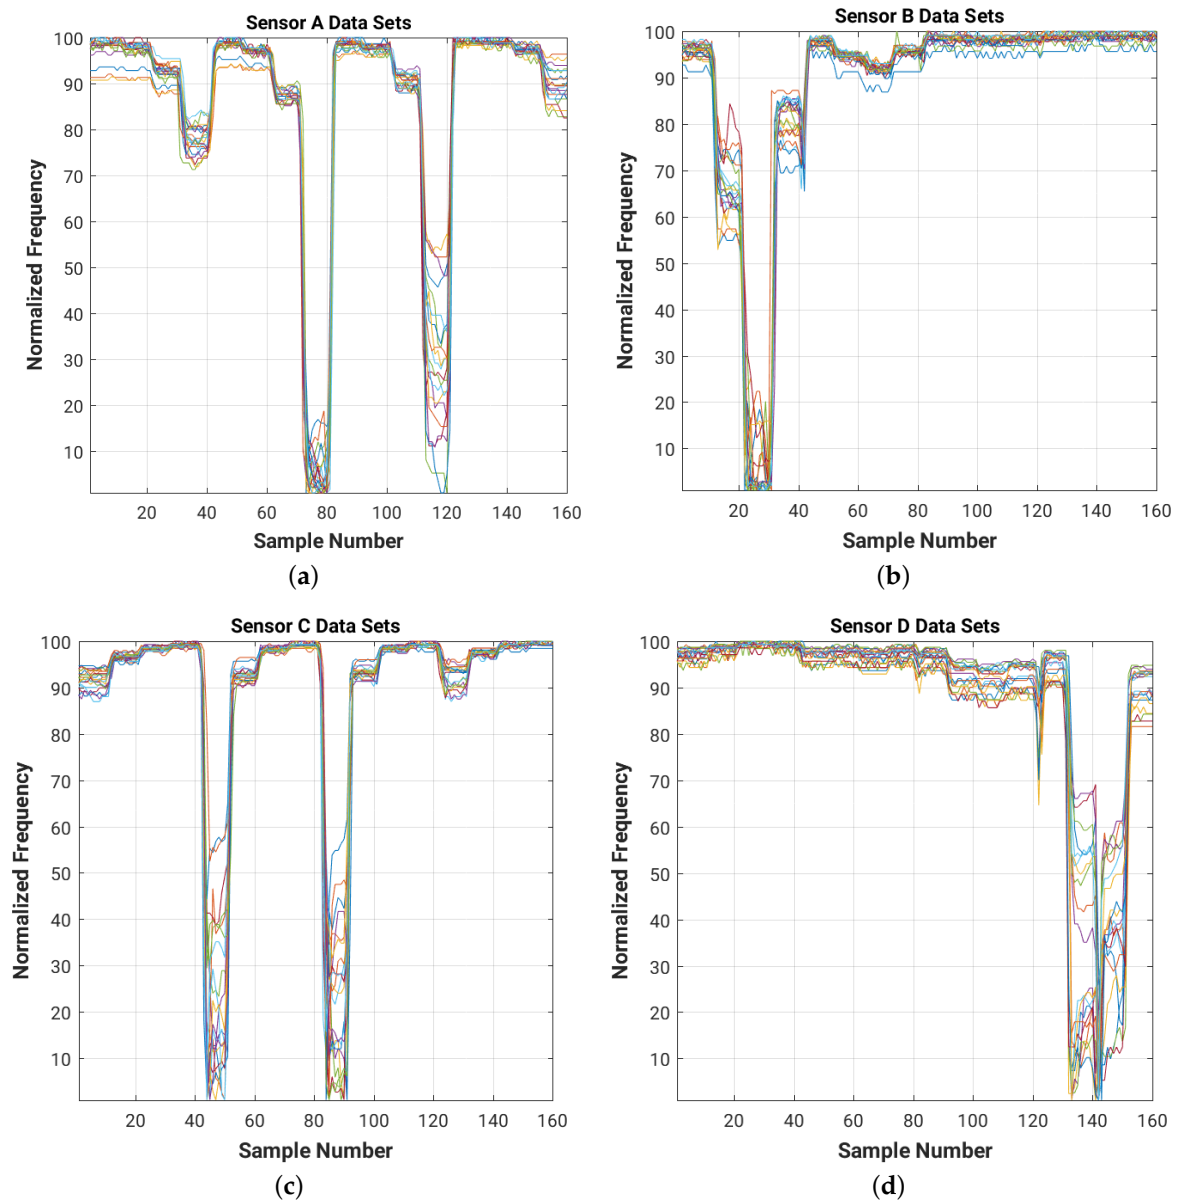 Sensor A Data Sets
Normalized Frequency
100
90
80
70
60
50
40
30
20
10
20 40 60 80 100 120 140 160
Sample Number
(a)
Sensor B Data Sets
Normalized Frequency
100
90
80
70
60
50
40
30
20
10
20 40 60 80 100 120 140 160
Sample Number
(b)
Sensor C Data Sets
Normalized Frequency
100
90
80
70
60
50
40
30
20
10
20 40 60 80 100 120 140 160
Sample Number
(c)
Sensor D Data Sets
Normalized Frequency
100
90
80
70
60
50
40
30
20
10
20 40 60 80 100 120 140 160
Sample Number
(d)